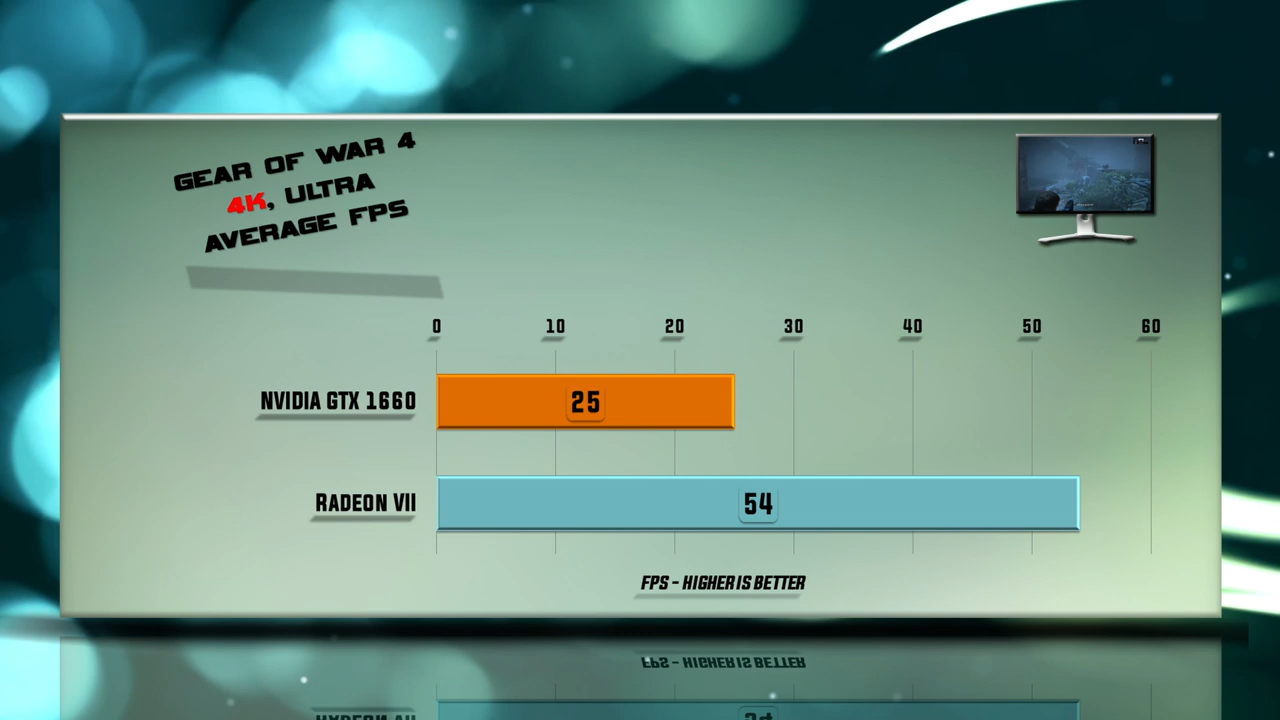 GEAR OF WAR 4
4K, ULTRA
AVERAGE FPS
0 10 20 30 40 50 60
NVIDIA GTX 1660 25
RADEON VII 54
FPS - HIGHER IS BETTER